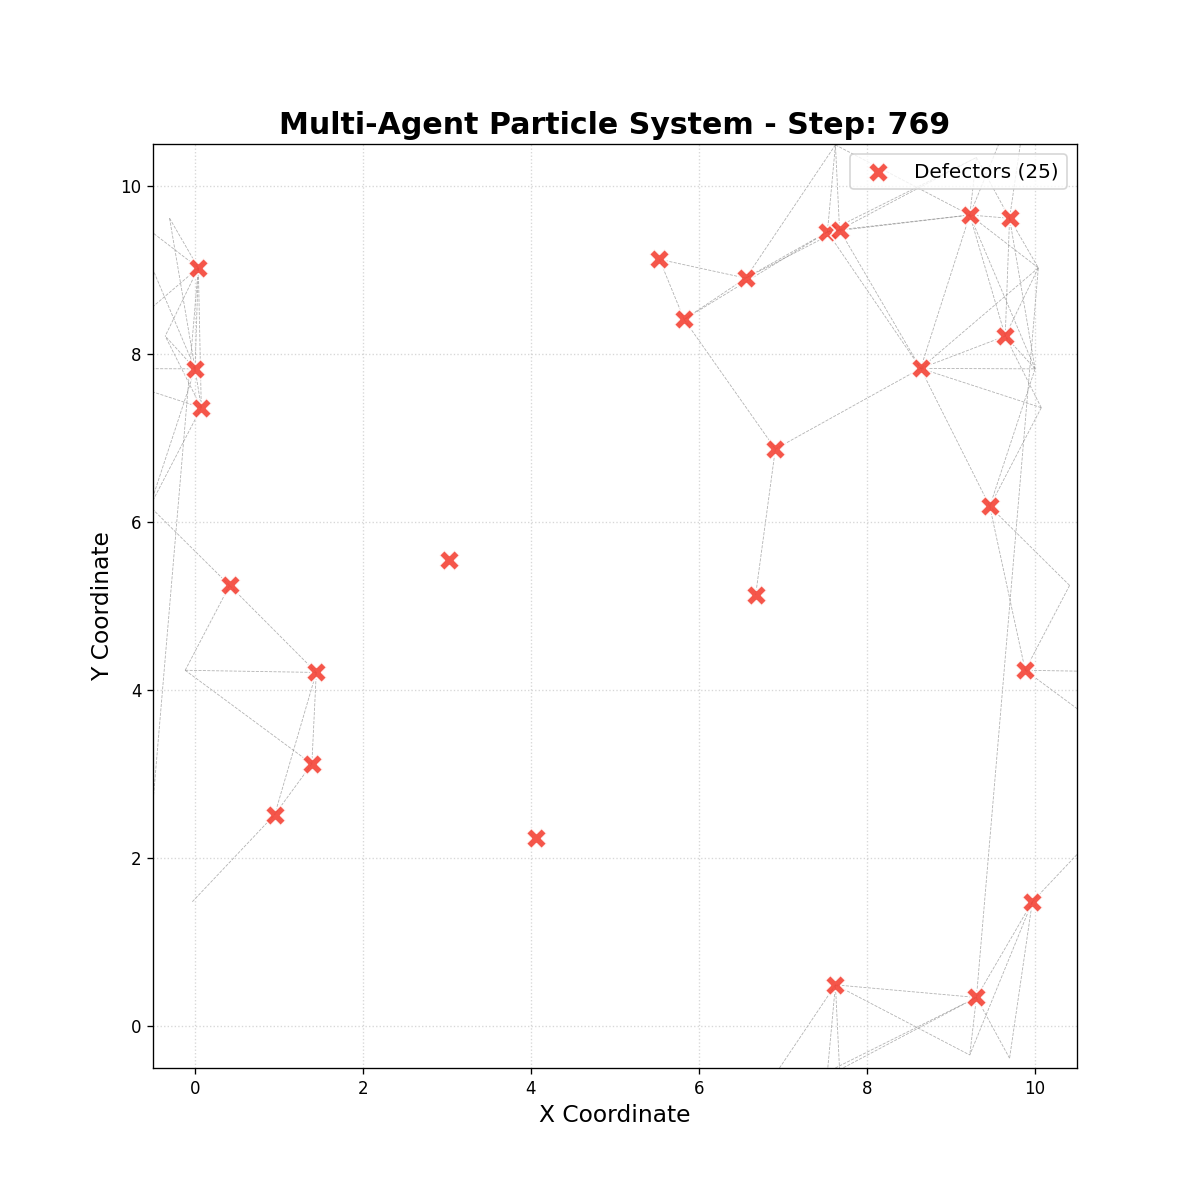 Multi-Agent Particle System - Step: 769
Defectors (25)
Y Coordinate
10
8
6
4
2
0
0 2 4 6 8 10
X Coordinate